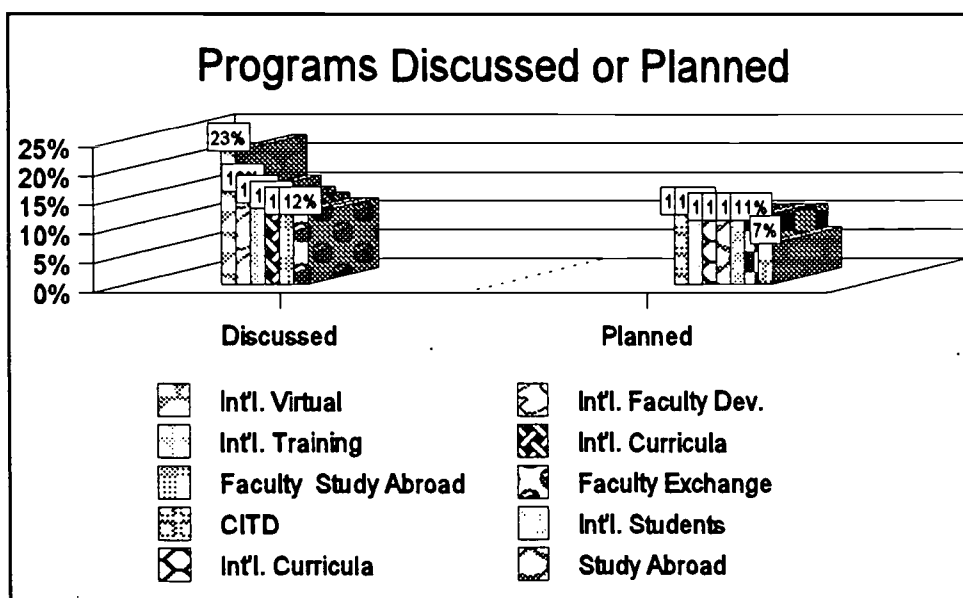 Programs Discussed or Planned
25%
20%
15%
10%
5%
0%
23%
12%
11%
7%
Discussed Planned
Int'l. Virtual Int'l. Faculty Dev.
Int'l. Training Int'l. Curricula
Faculty Study Abroad Faculty Exchange
CITD Int'l. Students
Int'l. Curricula Study Abroad